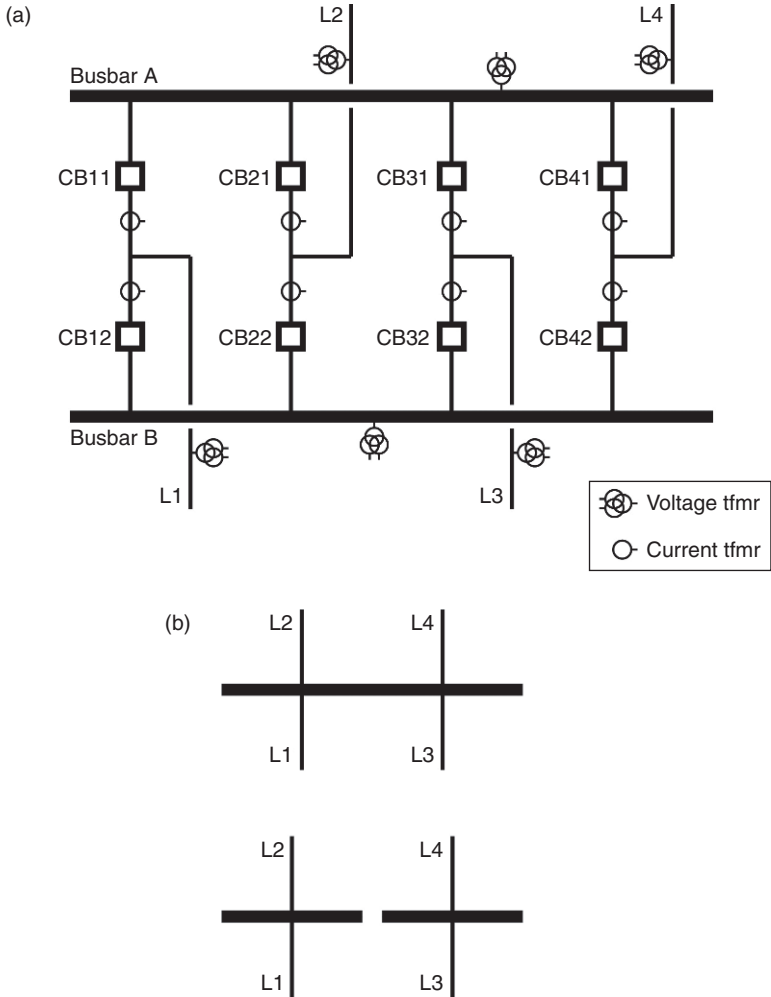 (a)
L2
L4
Busbar A
CB11
CB21
CB31
CB41
CB12
CB22
CB32
CB42
Busbar B
L1
L3
Voltage tfmr
Current tfmr
(b)
L2
L4
L1
L3
L2
L4
L1
L3